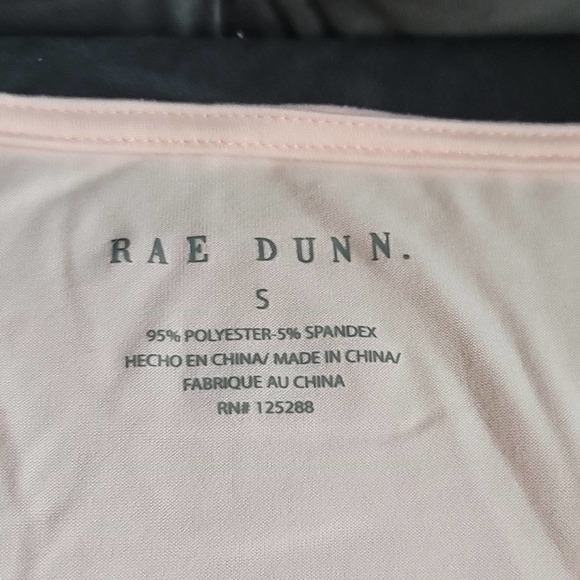 RAE DUNN.
S
95% POLYESTER-5% SPANDEX
HECHO EN CHINA/ MADE IN CHINA/
FABRIQUE AU CHINA
RN# 125288